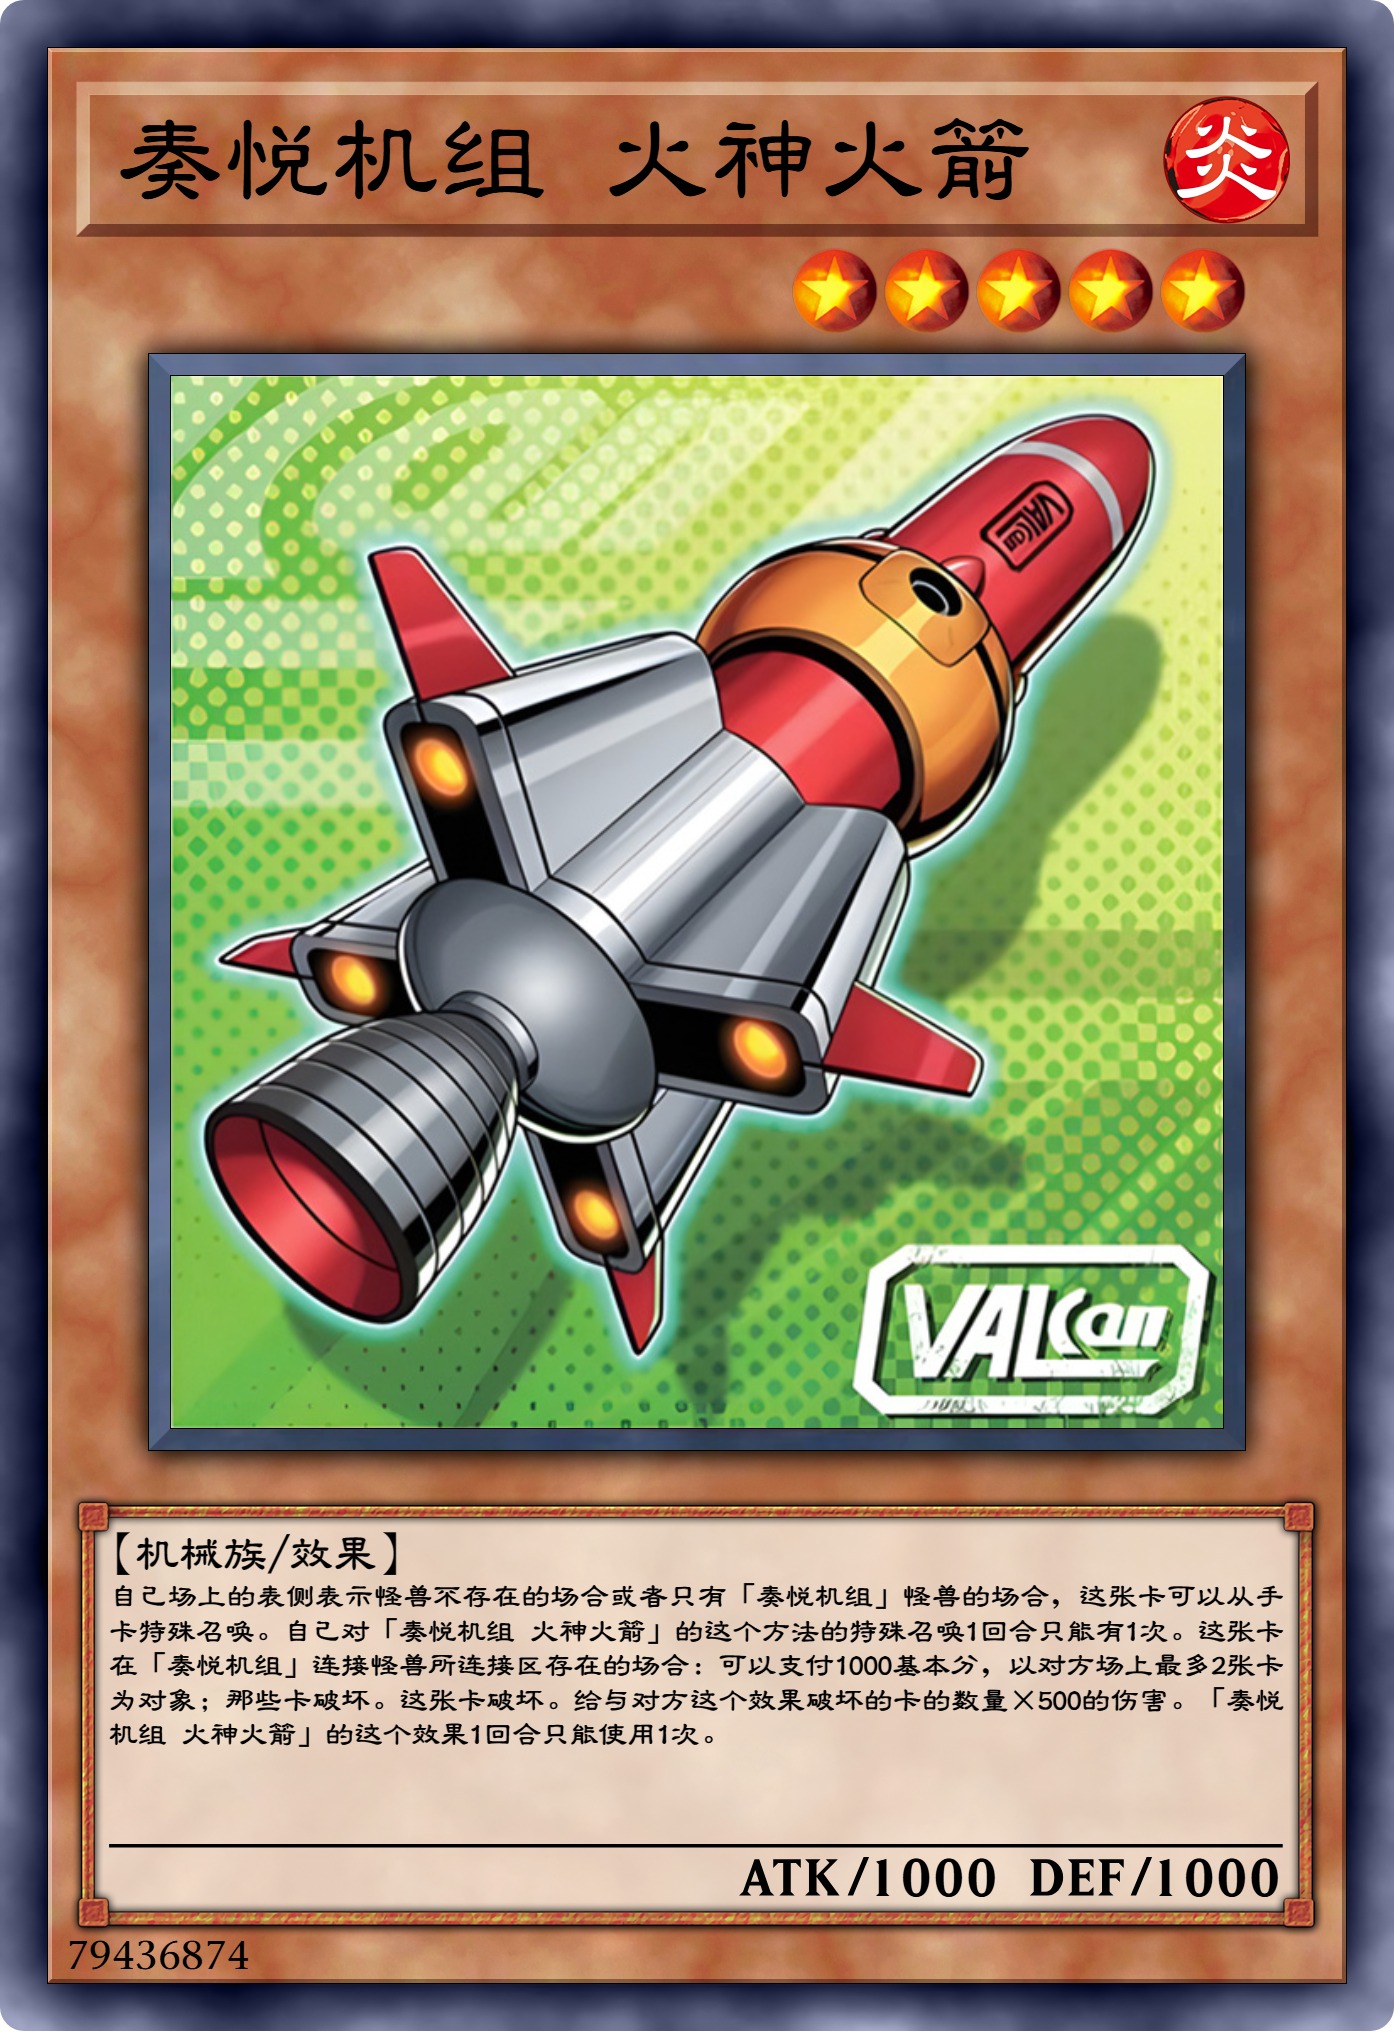 奏悦机组 火神火箭
炎
VALCan
VALCan
【机械族/效果】
自己场上的表侧表示怪兽不存在的场合或者只有「奏悦机组」怪兽的场合，这张卡可以从手
卡特殊召唤。自己对「奏悦机组 火神火箭」的这个方法的特殊召唤1回合只能有1次。这张卡
在「奏悦机组」连接怪兽所连接区存在的场合：可以支付1000基本分，以对方场上最多2张卡
为对象；那些卡破坏。这张卡破坏。给与对方这个效果破坏的卡的数量×500的伤害。「奏悦
机组 火神火箭」的这个效果1回合只能使用1次。
ATK/1000 DEF/1000
79436874